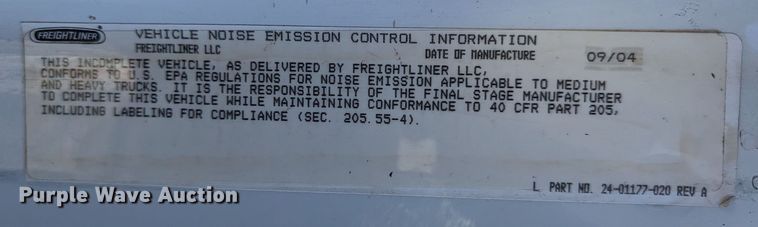 FREIGHTLINER
VEHICLE NOISE EMISSION CONTROL INFORMATION
FREIGHTLINER LLC DATE OF MANUFACTURE 09/04
THIS INCOMPLETE VEHICLE, AS DELIVERED BY FREIGHTLINER LLC,
CONFORMS TO U.S. EPA REGULATIONS FOR NOISE EMISSION APPLICABLE TO MEDIUM
AND HEAVY TRUCKS. IT IS THE RESPONSIBILITY OF THE FINAL STAGE MANUFACTURER
TO COMPLETE THIS VEHICLE WHILE MAINTAINING CONFORMANCE TO 40 CFR PART 205,
INCLUDING LABELING FOR COMPLIANCE (SEC. 205.55-4).
L PART NO. 24-01177-020 REV A
Purple Wave Auction